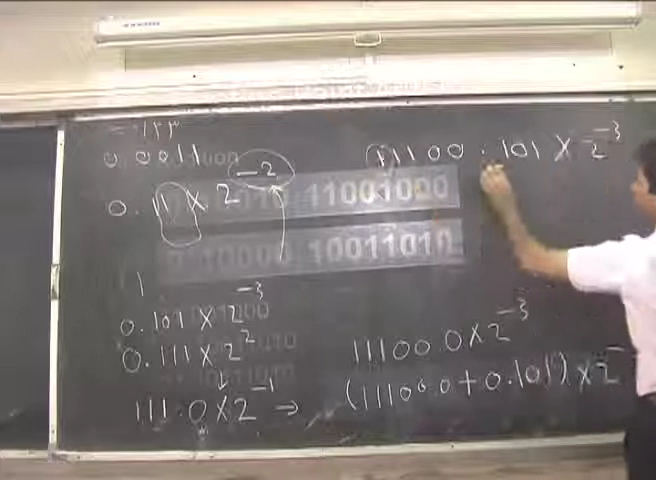 0.0011
0.11 × 2^-2
11100.101 × 2^-3
11001000
10011010
0.101 × 2^-3
0.111 × 2^2
111.0 × 2^-1 ⇒
11100.0 × 2^-3
(11100.0 + 0.101) × 2^-